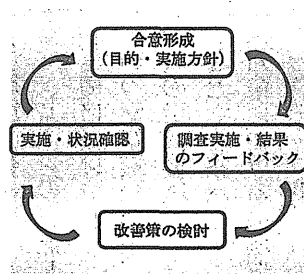 合意形成
(目的・実施方針)
実施・状況確認
調査実施・結果
のフィードバック
改善策の検討